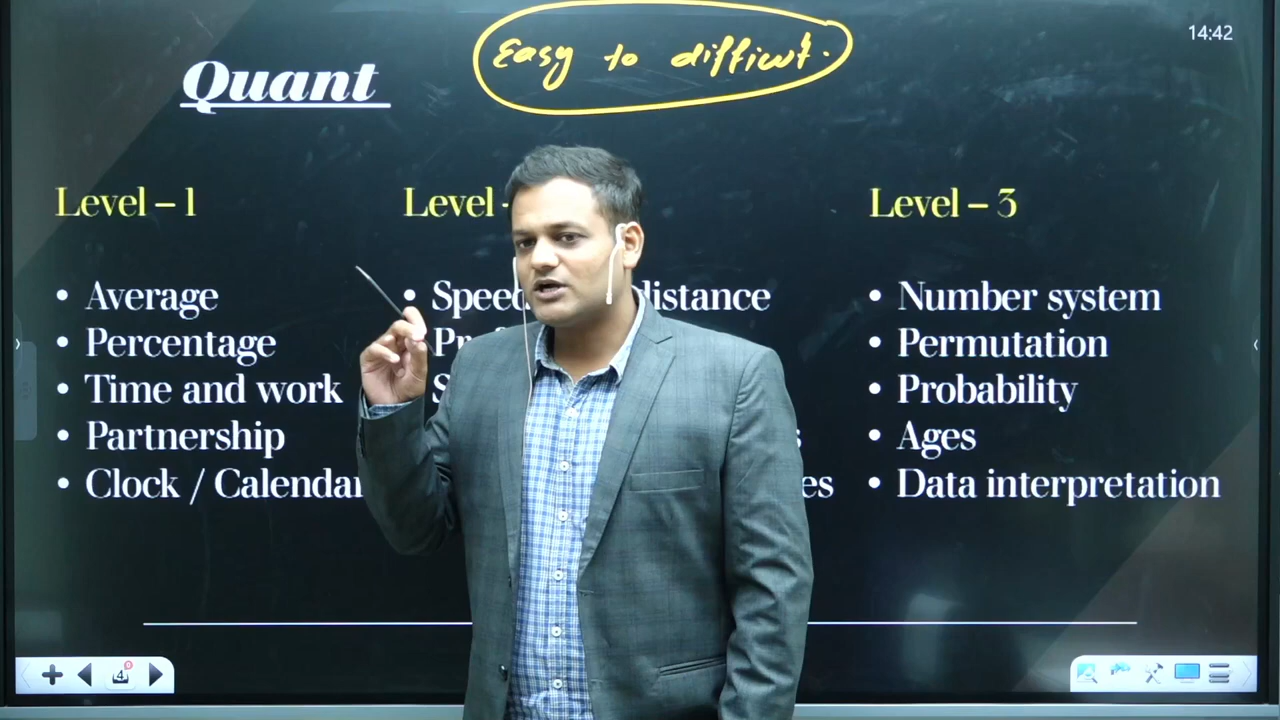 Easy to difficut.
14:42
Quant
Level – 1
Average
Percentage
Time and work
Partnership
Clock / Calendar
Level
Speed distance
Level – 3
Number system
Permutation
Probability
Ages
Data interpretation
4